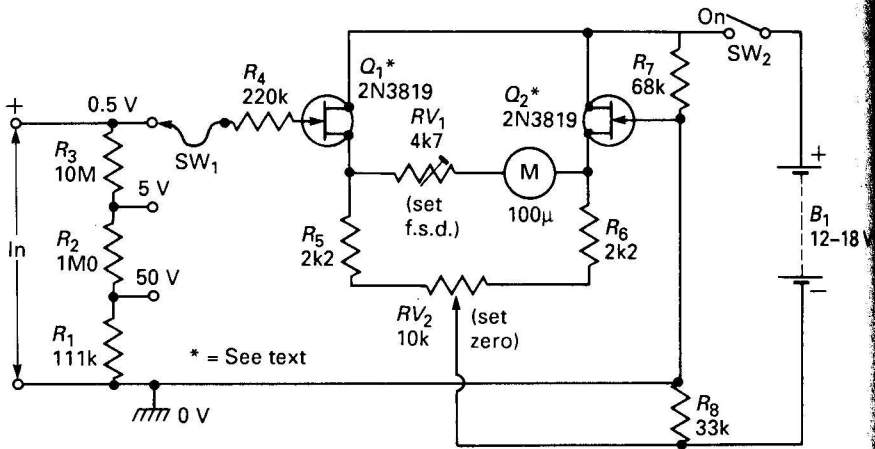 On
SW2
R7
68k
Q1*
2N3819
Q2*
2N3819
R4
220k
+
0.5 V
SW1
RV1
4k7
M
100μ
(set
f.s.d.)
R3
10M
5 V
R2
1M0
In
50 V
R1
111k
R5
2k2
R6
2k2
RV2
10k
(set
zero)
* = See text
0 V
R8
33k
+
B1
12–18 V
−